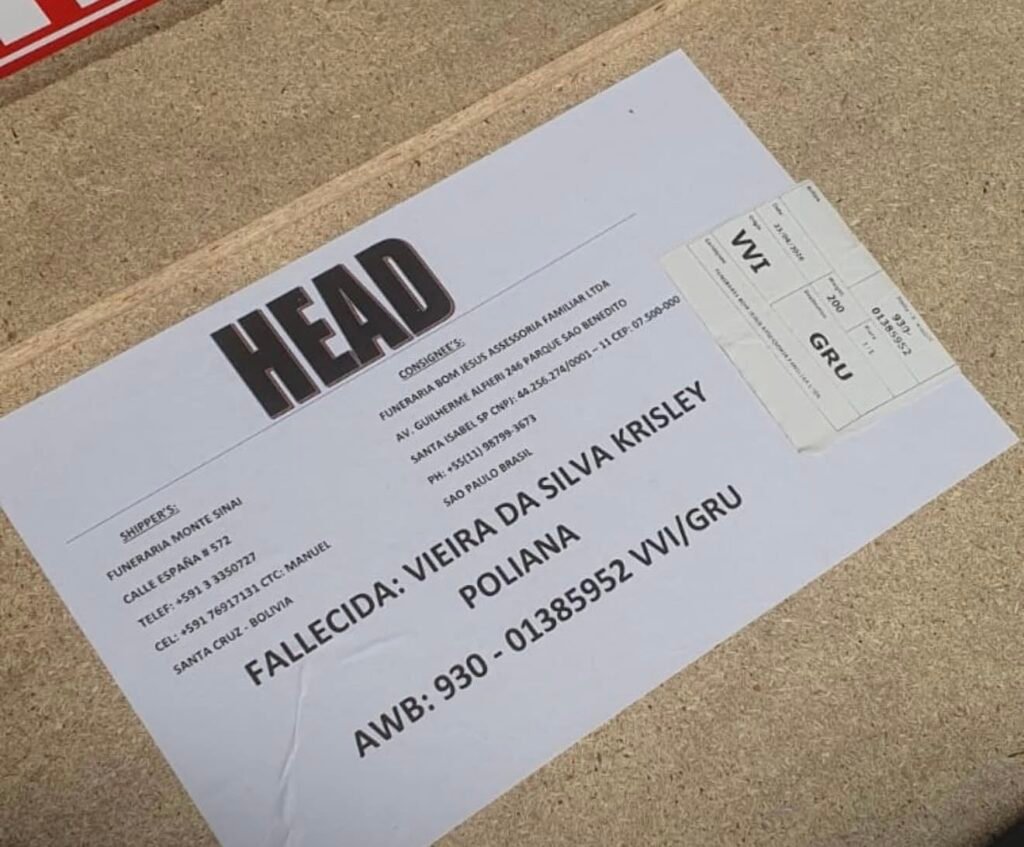 HEAD
SHIPPER'S:
FUNERARIA MONTE SINAI
CALLE ESPAÑA # 572
TELEF: +591 3 3350727
CEL: +591 76917131 CTC: MANUEL
SANTA CRUZ - BOLIVIA
CONSIGNEE'S:
FUNERARIA BOM JESUS ASSESSORIA FAMILIAR LTDA
AV. GUILHERME ALFIERI 246 PARQUE SAO BENEDITO
SANTA ISABEL SP CNPJ: 44.256.274/0001 – 11 CEP: 07.500-000
PH: +55(11) 98799-3673
SAO PAULO BRASIL
FALLECIDA: VIEIRA DA SILVA KRISLEY
POLIANA
AWB: 930 - 01385952 VVI/GRU
VVI
200
GRU
930-
01385952
1 / 1